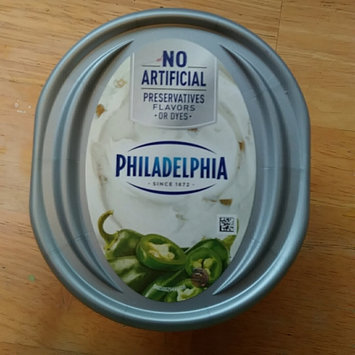 NO
ARTIFICIAL
PRESERVATIVES
FLAVORS
• OR DYES •
PHILADELPHIA
• SINCE 1872 •